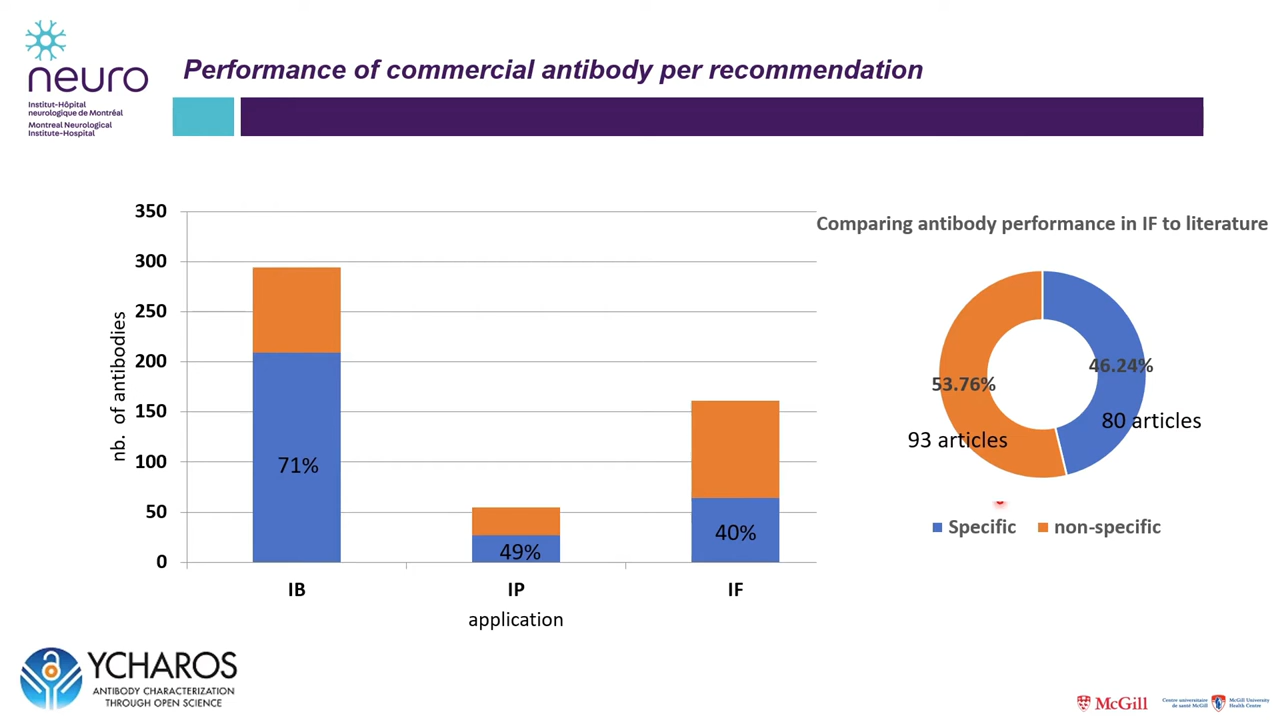 neuro
Institut-Hôpital
neurologique de Montréal
Montreal Neurological
Institute-Hospital
Performance of commercial antibody per recommendation
350
300
250
200
150
100
50
0
nb. of antibodies
71%
49%
40%
IB
IP
IF
application
Comparing antibody performance in IF to literature
46.24%
53.76%
80 articles
93 articles
Specific
non-specific
YCHAROS
ANTIBODY CHARACTERIZATION
THROUGH OPEN SCIENCE
McGill
Centre universitaire
de santé McGill
McGill University
Health Centre